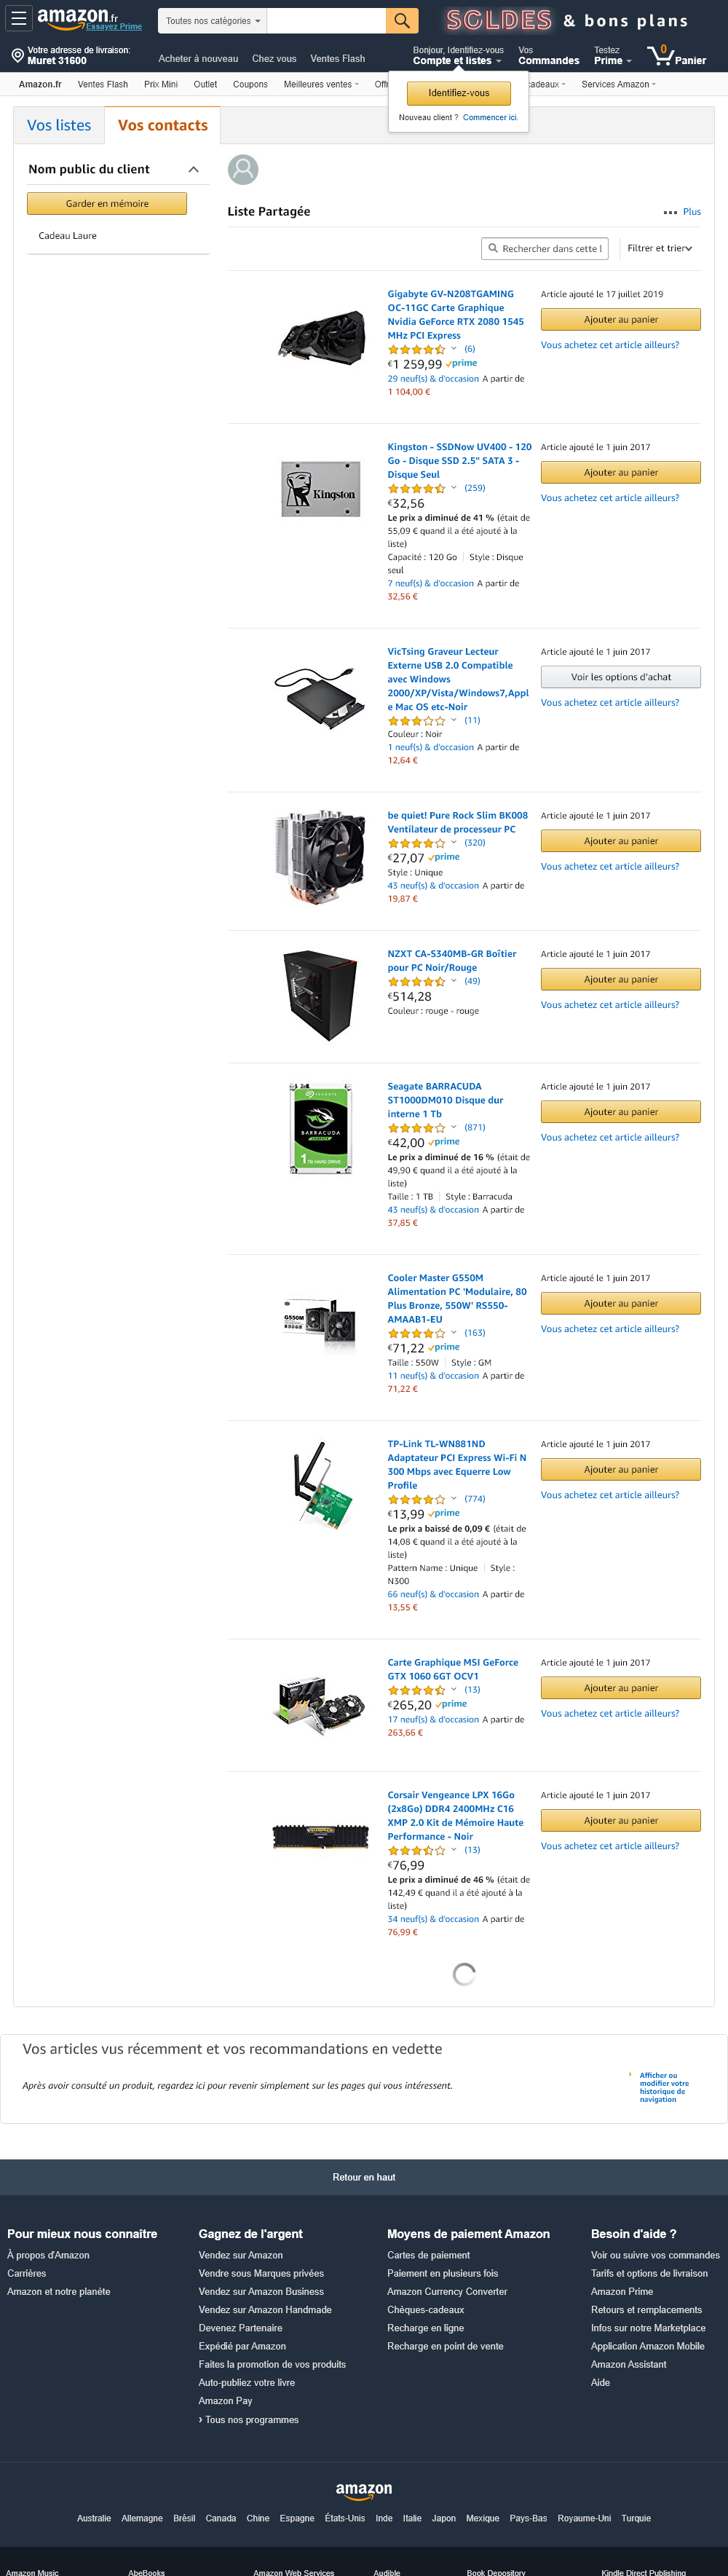 amazon.fr
Essayez Prime
Toutes nos catégories
SOLDES & bons plans
Votre adresse de livraison:
Muret 31600
Acheter à nouveau Chez vous Ventes Flash
Bonjour, Identifiez-vous
Compte et listes
Vos
Commandes
Testez
Prime
0
Panier
Amazon.fr Ventes Flash Prix Mini Outlet Coupons Meilleures ventes Offr cadeaux Services Amazon
Identifiez-vous
Nouveau client ? Commencer ici.
Vos listes
Vos contacts
Nom public du client
Garder en mémoire
Cadeau Laure
Liste Partagée
Plus
Rechercher dans cette l
Filtrer et trier
Gigabyte GV-N208TGAMING
OC-11GC Carte Graphique
Nvidia GeForce RTX 2080 1545
MHz PCI Express
(6)
€1 259,99 prime
29 neuf(s) & d'occasion A partir de
1 104,00 €
Article ajouté le 17 juillet 2019
Ajouter au panier
Vous achetez cet article ailleurs?
Kingston
Kingston - SSDNow UV400 - 120
Go - Disque SSD 2.5" SATA 3 -
Disque Seul
(259)
€32,56
Le prix a diminué de 41 % (était de
55,09 € quand il a été ajouté à la
liste)
Capacité : 120 Go Style : Disque
seul
7 neuf(s) & d'occasion A partir de
32,56 €
Article ajouté le 1 juin 2017
Ajouter au panier
Vous achetez cet article ailleurs?
VicTsing Graveur Lecteur
Externe USB 2.0 Compatible
avec Windows
2000/XP/Vista/Windows7,Appl
e Mac OS etc-Noir
(11)
Couleur : Noir
1 neuf(s) & d'occasion A partir de
12,64 €
Article ajouté le 1 juin 2017
Voir les options d'achat
Vous achetez cet article ailleurs?
be quiet! Pure Rock Slim BK008
Ventilateur de processeur PC
(320)
€27,07 prime
Style : Unique
43 neuf(s) & d'occasion A partir de
19,87 €
Article ajouté le 1 juin 2017
Ajouter au panier
Vous achetez cet article ailleurs?
NZXT CA-S340MB-GR Boîtier
pour PC Noir/Rouge
(49)
€514,28
Couleur : rouge - rouge
Article ajouté le 1 juin 2017
Ajouter au panier
Vous achetez cet article ailleurs?
SEAGATE
BARRACUDA
1TB HARD DRIVE
Seagate BARRACUDA
ST1000DM010 Disque dur
interne 1 Tb
(871)
€42,00 prime
Le prix a diminué de 16 % (était de
49,90 € quand il a été ajouté à la
liste)
Taille : 1 TB Style : Barracuda
43 neuf(s) & d'occasion A partir de
37,85 €
Article ajouté le 1 juin 2017
Ajouter au panier
Vous achetez cet article ailleurs?
G550M
Cooler Master G550M
Alimentation PC 'Modulaire, 80
Plus Bronze, 550W' RS550-
AMAAB1-EU
(163)
€71,22 prime
Taille : 550W Style : GM
11 neuf(s) & d'occasion A partir de
71,22 €
Article ajouté le 1 juin 2017
Ajouter au panier
Vous achetez cet article ailleurs?
TP-Link TL-WN881ND
Adaptateur PCI Express Wi-Fi N
300 Mbps avec Equerre Low
Profile
(774)
€13,99 prime
Le prix a baissé de 0,09 € (était de
14,08 € quand il a été ajouté à la
liste)
Pattern Name : Unique Style :
N300
66 neuf(s) & d'occasion A partir de
13,55 €
Article ajouté le 1 juin 2017
Ajouter au panier
Vous achetez cet article ailleurs?
Carte Graphique MSI GeForce
GTX 1060 6GT OCV1
(13)
€265,20 prime
17 neuf(s) & d'occasion A partir de
263,66 €
Article ajouté le 1 juin 2017
Ajouter au panier
Vous achetez cet article ailleurs?
Corsair Vengeance LPX 16Go
(2x8Go) DDR4 2400MHz C16
XMP 2.0 Kit de Mémoire Haute
Performance - Noir
(13)
€76,99
Le prix a diminué de 46 % (était de
142,49 € quand il a été ajouté à la
liste)
34 neuf(s) & d'occasion A partir de
76,99 €
Article ajouté le 1 juin 2017
Ajouter au panier
Vous achetez cet article ailleurs?
Vos articles vus récemment et vos recommandations en vedette
Après avoir consulté un produit, regardez ici pour revenir simplement sur les pages qui vous intéressent.
Afficher ou
modifier votre
historique de
navigation
Retour en haut
Pour mieux nous connaître
À propos d'Amazon
Carrières
Amazon et notre planète
Gagnez de l'argent
Vendez sur Amazon
Vendre sous Marques privées
Vendez sur Amazon Business
Vendez sur Amazon Handmade
Devenez Partenaire
Expédié par Amazon
Faites la promotion de vos produits
Auto-publiez votre livre
Amazon Pay
› Tous nos programmes
Moyens de paiement Amazon
Cartes de paiement
Paiement en plusieurs fois
Amazon Currency Converter
Chèques-cadeaux
Recharge en ligne
Recharge en point de vente
Besoin d'aide ?
Voir ou suivre vos commandes
Tarifs et options de livraison
Amazon Prime
Retours et remplacements
Infos sur notre Marketplace
Application Amazon Mobile
Amazon Assistant
Aide
amazon
Australie Allemagne Brésil Canada Chine Espagne États-Unis Inde Italie Japon Mexique Pays-Bas Royaume-Uni Turquie
Amazon Music AbeBooks Amazon Web Services Audible Book Depository Kindle Direct Publishing